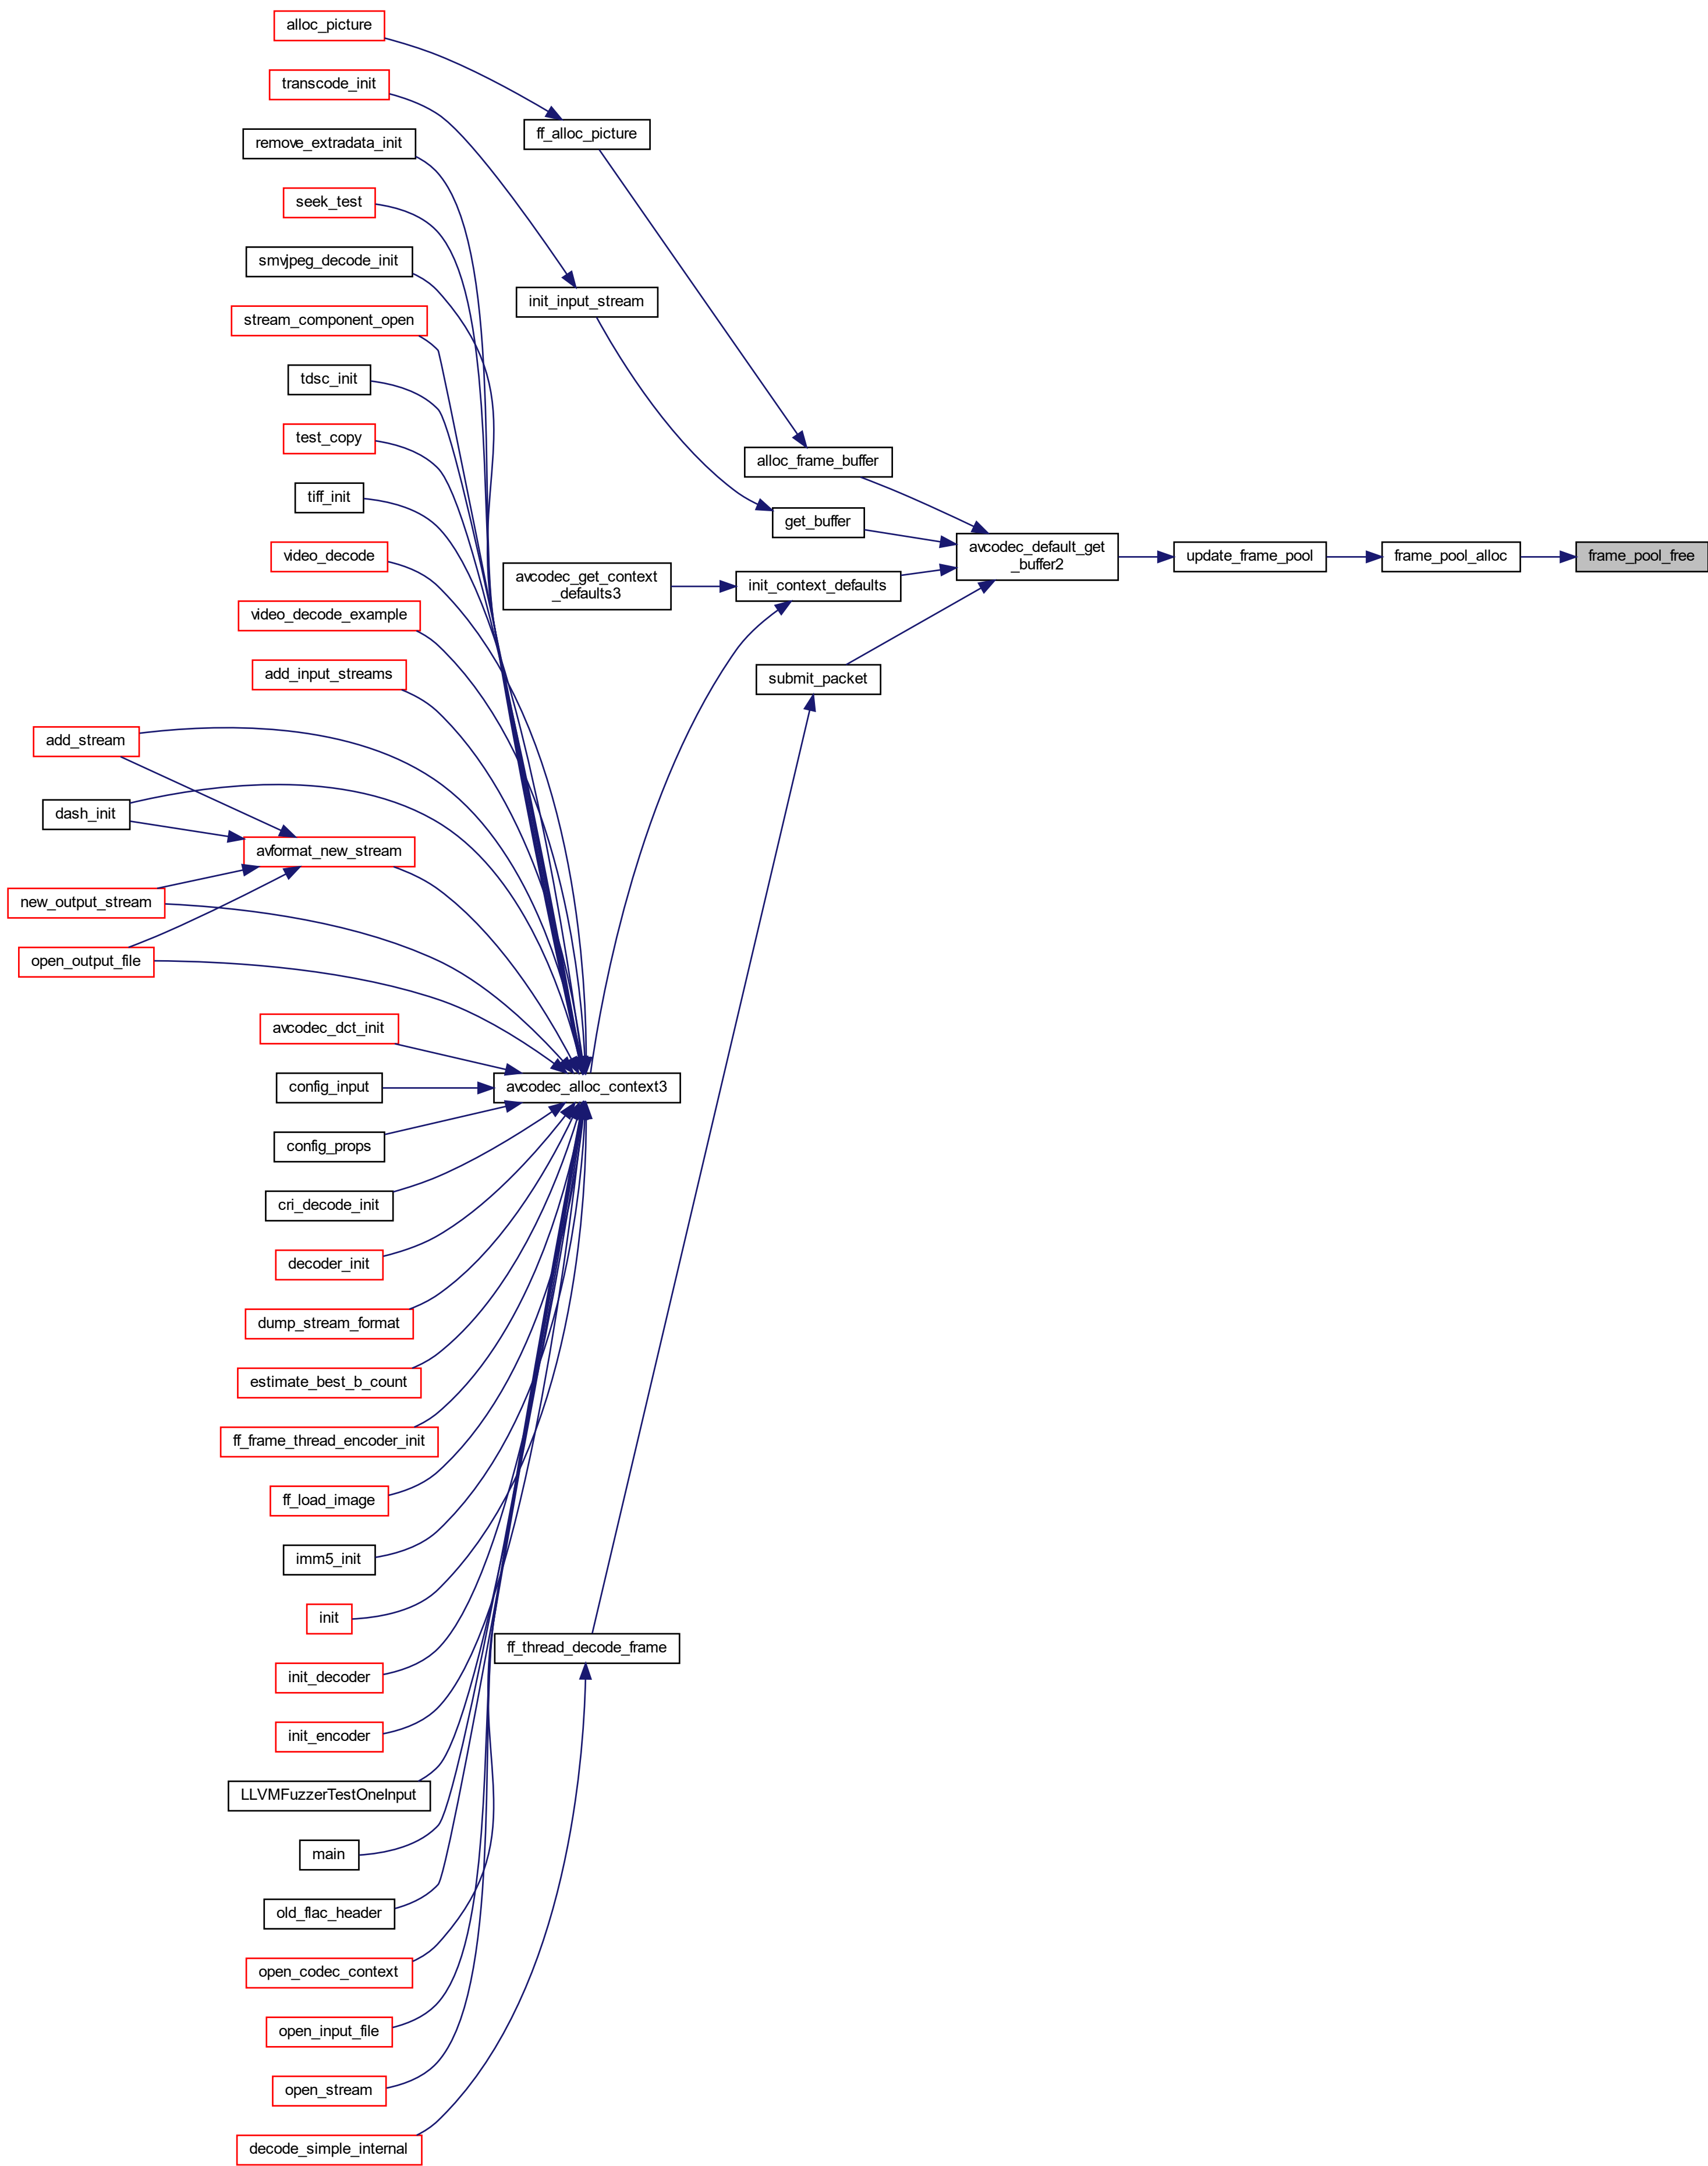 alloc_picture
transcode_init
ff_alloc_picture
remove_extradata_init
seek_test
smvjpeg_decode_init
init_input_stream
stream_component_open
tdsc_init
test_copy
alloc_frame_buffer
tiff_init
get_buffer
video_decode
avcodec_default_get
_buffer2
update_frame_pool
frame_pool_alloc
frame_pool_free
avcodec_get_context
_defaults3
init_context_defaults
video_decode_example
add_input_streams
submit_packet
add_stream
dash_init
avformat_new_stream
new_output_stream
open_output_file
avcodec_dct_init
config_input
avcodec_alloc_context3
config_props
cri_decode_init
decoder_init
dump_stream_format
estimate_best_b_count
ff_frame_thread_encoder_init
ff_load_image
imm5_init
init
ff_thread_decode_frame
init_decoder
init_encoder
LLVMFuzzerTestOneInput
main
old_flac_header
open_codec_context
open_input_file
open_stream
decode_simple_internal